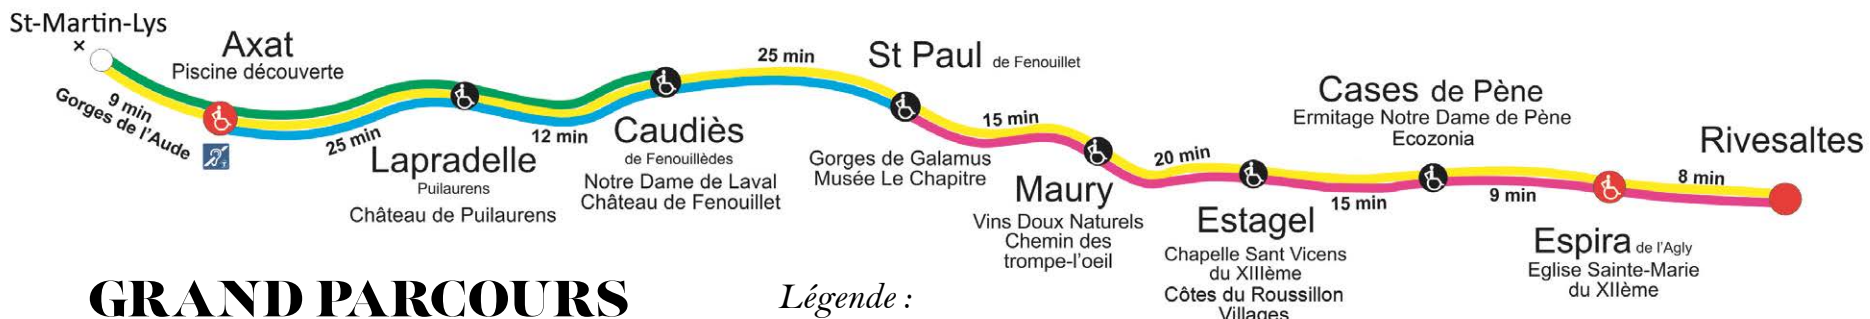 St-Martin-Lys
×
9 min
Gorges de l'Aude
Axat
Piscine découverte
25 min
Lapradelle
Puilaurens
Château de Puilaurens
12 min
Caudiès
de Fenouillèdes
Notre Dame de Laval
Château de Fenouillet
25 min
St Paul de Fenouillet
Gorges de Galamus
Musée Le Chapitre
15 min
Maury
Vins Doux Naturels
Chemin des
trompe-l'oeil
20 min
Estagel
Chapelle Sant Vicens
du XIIIème
Côtes du Roussillon
Villages
15 min
Cases de Pène
Ermitage Notre Dame de Pène
Ecozonia
9 min
Espira de l'Agly
Eglise Sainte-Marie
du XIIème
8 min
Rivesaltes
GRAND PARCOURS
Légende :